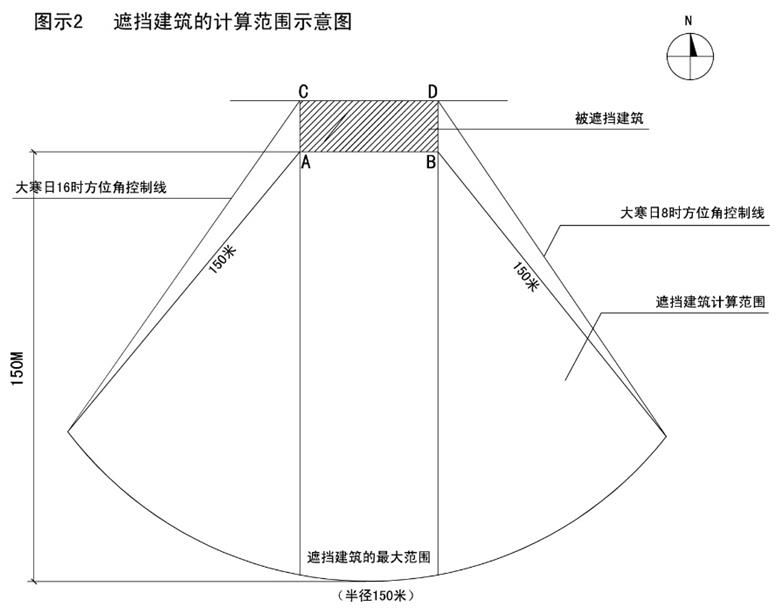 图示2 遮挡建筑的计算范围示意图
N
C
D
被遮挡建筑
A
B
大寒日16时方位角控制线
大寒日8时方位角控制线
150米
150米
遮挡建筑计算范围
150M
遮挡建筑的最大范围
(半径150米)